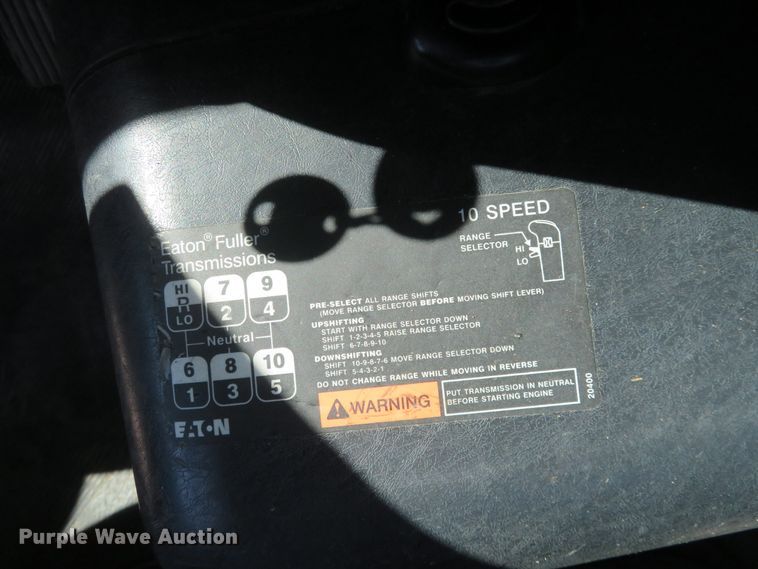 10 SPEED
Eaton® Fuller®
Transmissions
RANGE
SELECTOR
HI
LO
HI 7 9
R
LO 2 4
Neutral
6 8 10
1 3 5
PRE-SELECT ALL RANGE SHIFTS
(MOVE RANGE SELECTOR BEFORE MOVING SHIFT LEVER)
UPSHIFTING
START WITH RANGE SELECTOR DOWN
SHIFT 1-2-3-4-5 RAISE RANGE SELECTOR
SHIFT 6-7-8-9-10
DOWNSHIFTING
SHIFT 10-9-8-7-6 MOVE RANGE SELECTOR DOWN
SHIFT 5-4-3-2-1
DO NOT CHANGE RANGE WHILE MOVING IN REVERSE
WARNING
PUT TRANSMISSION IN NEUTRAL
BEFORE STARTING ENGINE
20400
EATON
Purple Wave Auction